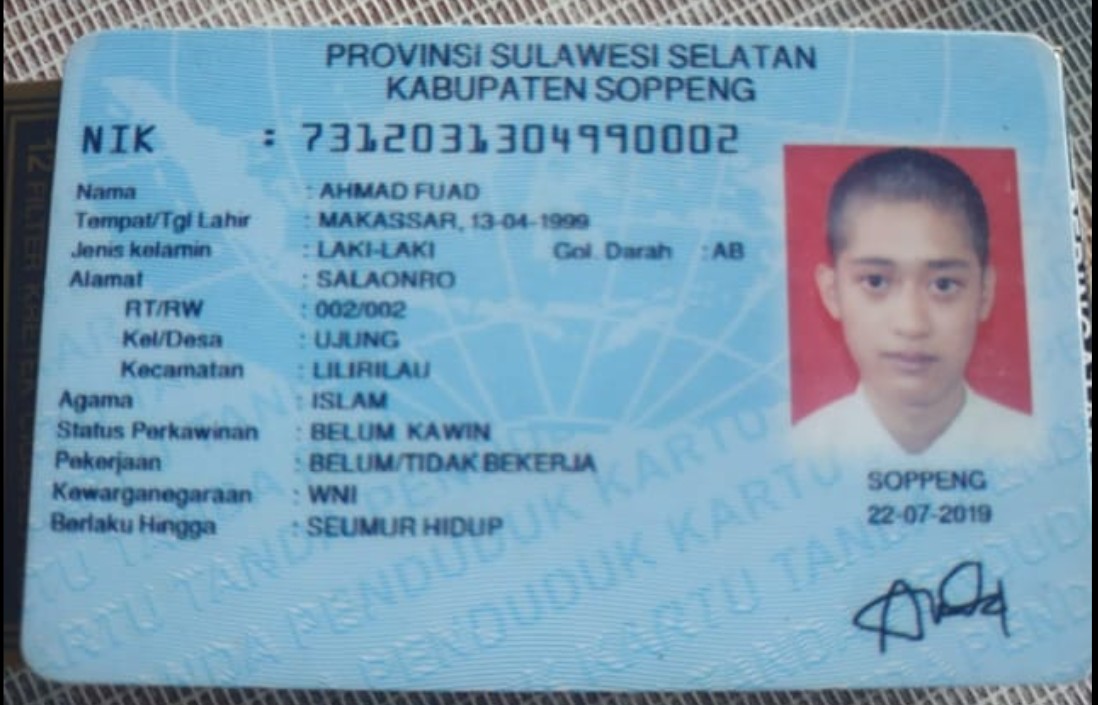 PROVINSI SULAWESI SELATAN
KABUPATEN SOPPENG
NIK : 7312031304990002
Nama : AHMAD FUAD
Tempat/Tgl Lahir : MAKASSAR, 13-04-1999
Jenis kelamin : LAKI-LAKI Gol. Darah : AB
Alamat : SALAONRO
RT/RW : 002/002
Kel/Desa : UJUNG
Kecamatan : LILIRILAU
Agama : ISLAM
Status Perkawinan : BELUM KAWIN
Pekerjaan : BELUM/TIDAK BEKERJA
Kewarganegaraan : WNI
Berlaku Hingga : SEUMUR HIDUP
SOPPENG
22-07-2019
KARTU TANDA PENDUDUK KARTU TANDA PENDUDUK
12 FILTER KRETEK